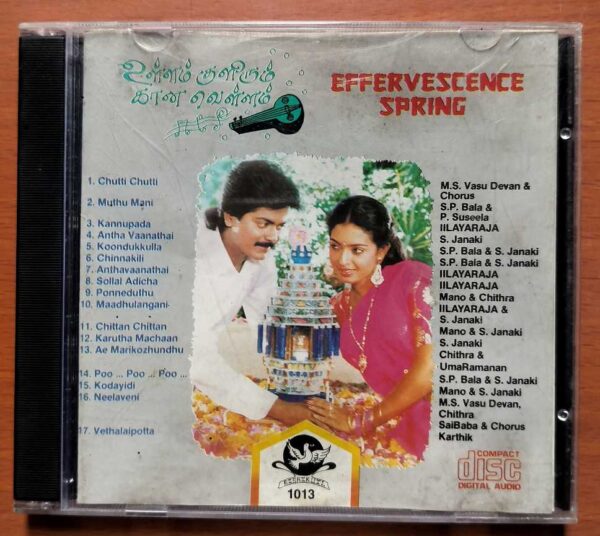 உள்ளம் குளிரும்
கான வெள்ளம்
EFFERVESCENCE
SPRING
1. Chutti Chutti
2. Muthu Mani
3. Kannupada
4. Antha Vaanathai
5. Koondukkulla
6. Chinnakili
7. Anthavaanathai
8. Sollal Adicha
9. Ponneduthu
10. Maadhulangani
11. Chittan Chittan
12. Karutha Machaan
13. Ae Marikozhundhu
14. Poo ... Poo ... Poo ...
15. Kodayidi
16. Neelaveni
17. Vethalaipotta
M.S. Vasu Devan &
Chorus
S.P. Bala &
P. Suseela
IILAYARAJA
S. Janaki
S.P. Bala & S. Janaki
S.P. Bala & S. Janaki
IILAYARAJA
IILAYARAJA
Mano & Chithra
IILAYARAJA &
S. Janaki
Mano & S. Janaki
S. Janaki
Chithra &
UmaRamanan
S.P. Bala & S. Janaki
Mano & S. Janaki
M.S. Vasu Devan,
Chithra
SaiBaba & Chorus
Karthik
1013
COMPACT
disc
DIGITAL AUDIO